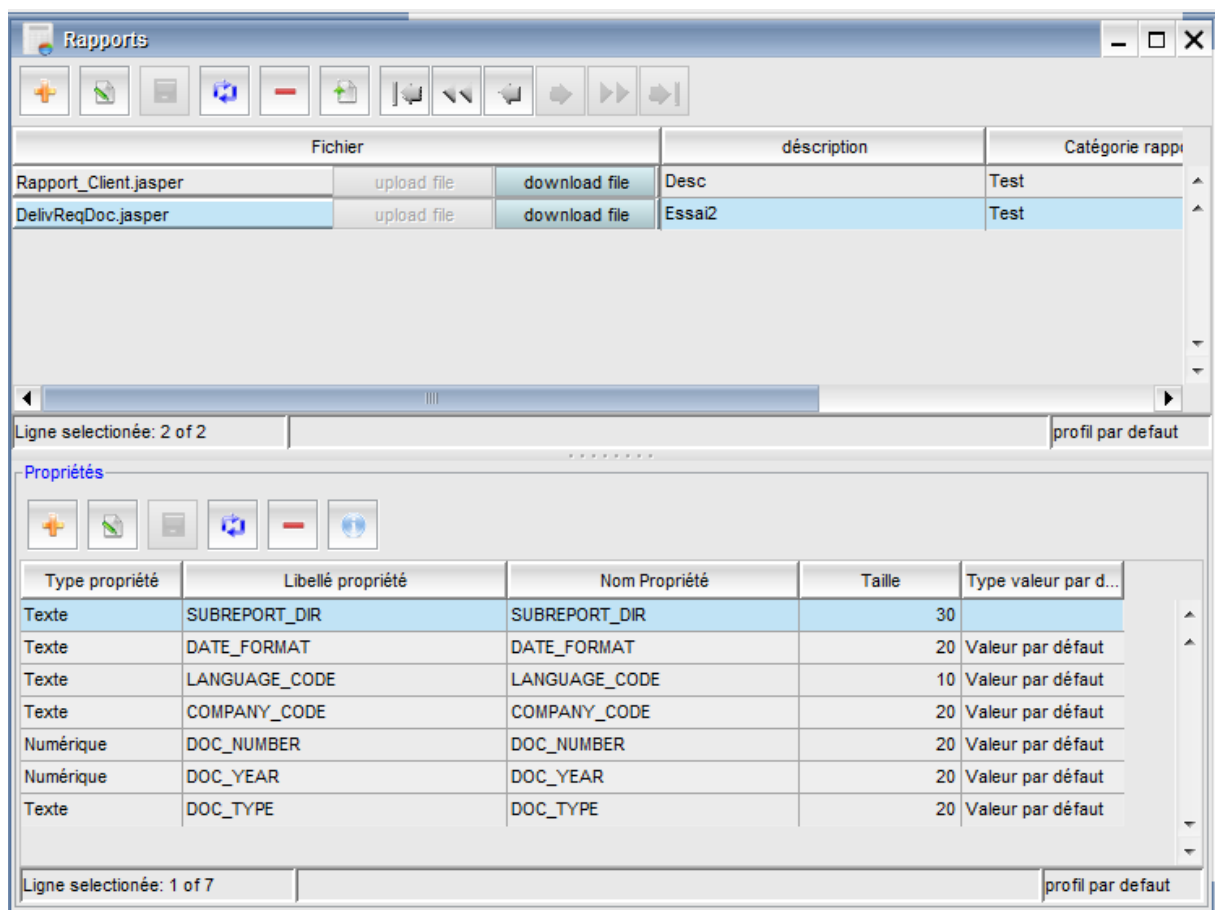 Rapports
Fichier déscription Catégorie rappo
Rapport_Client.jasper upload file download file Desc Test
DelivReqDoc.jasper upload file download file Essai2 Test
Ligne selectionée: 2 of 2 profil par defaut
Propriétés
Type propriété Libellé propriété Nom Propriété Taille Type valeur par d...
Texte SUBREPORT_DIR SUBREPORT_DIR 30
Texte DATE_FORMAT DATE_FORMAT 20 Valeur par défaut
Texte LANGUAGE_CODE LANGUAGE_CODE 10 Valeur par défaut
Texte COMPANY_CODE COMPANY_CODE 20 Valeur par défaut
Numérique DOC_NUMBER DOC_NUMBER 20 Valeur par défaut
Numérique DOC_YEAR DOC_YEAR 20 Valeur par défaut
Texte DOC_TYPE DOC_TYPE 20 Valeur par défaut
Ligne selectionée: 1 of 7 profil par defaut